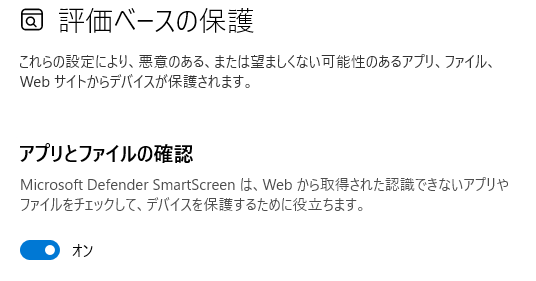 評価ベースの保護
これらの設定により、悪意のある、または望ましくない可能性のあるアプリ、ファイル、
Web サイトからデバイスが保護されます。
アプリとファイルの確認
Microsoft Defender SmartScreen は、Web から取得された認識できないアプリや
ファイルをチェックして、デバイスを保護するために役立ちます。
オン